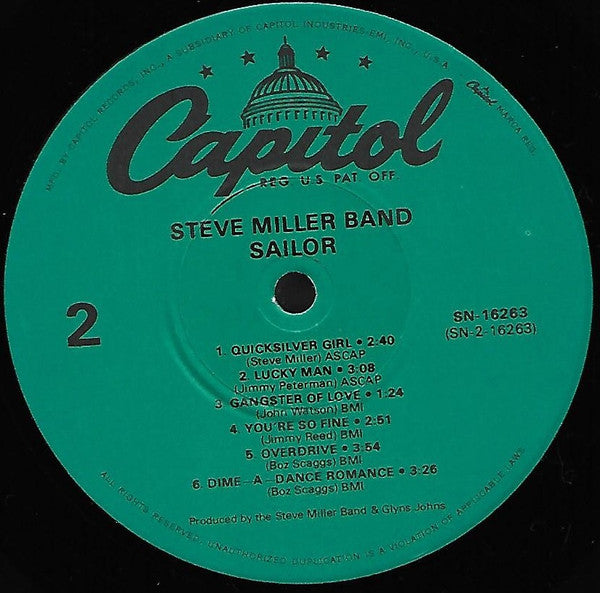 MFD. BY CAPITOL RECORDS, INC., A SUBSIDIARY OF CAPITOL INDUSTRIES-EMI, INC., U.S.A.
Capitol MARCA REG.
Capitol
REG. U.S. PAT. OFF.
STEVE MILLER BAND
SAILOR
2
SN-16263
(SN-2-16263)
1. QUICKSILVER GIRL • 2:40
(Steve Miller) ASCAP
2. LUCKY MAN • 3:08
(Jimmy Peterman) ASCAP
3. GANGSTER OF LOVE • 1:24
(John Watson) BMI
4. YOU'RE SO FINE • 2:51
(Jimmy Reed) BMI
5. OVERDRIVE • 3:54
(Boz Scaggs) BMI
6. DIME-A-DANCE ROMANCE • 3:26
(Boz Scaggs) BMI
Produced by the Steve Miller Band & Glyns Johns
ALL RIGHTS RESERVED. UNAUTHORIZED DUPLICATION IS A VIOLATION OF APPLICABLE LAWS.